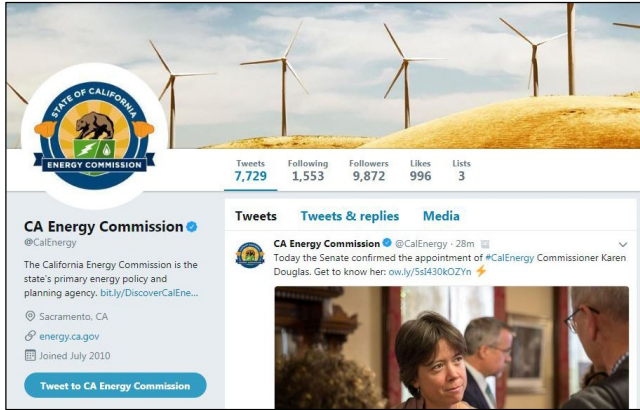 STATE OF CALIFORNIA
ENERGY COMMISSION
Tweets Following Followers Likes Lists
7,729 1,553 9,872 996 3
CA Energy Commission
@CalEnergy
The California Energy Commission is the
state's primary energy policy and
planning agency. bit.ly/DiscoverCalEne...
Sacramento, CA
energy.ca.gov
Joined July 2010
Tweet to CA Energy Commission
Tweets Tweets & replies Media
CA Energy Commission @CalEnergy · 28m
Today the Senate confirmed the appointment of #CalEnergy Commissioner Karen
Douglas. Get to know her: ow.ly/5sI430kOZYn